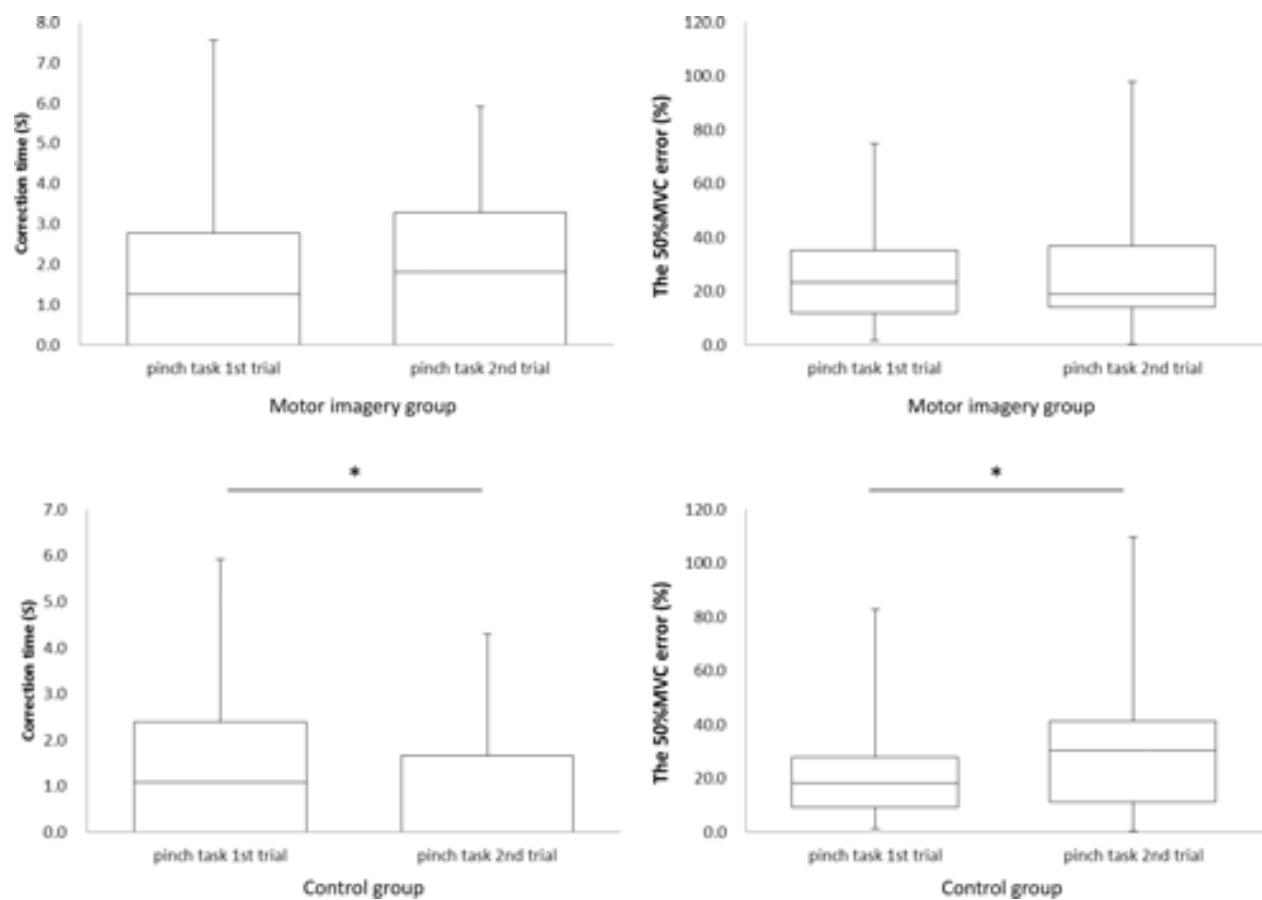 Correction time (S)
8.0
7.0
6.0
5.0
4.0
3.0
2.0
1.0
0.0
pinch task 1st trial
pinch task 2nd trial
Motor imagery group
The 50%MVC error (%)
120.0
100.0
80.0
60.0
40.0
20.0
0.0
pinch task 1st trial
pinch task 2nd trial
Motor imagery group
*
Correction time (S)
7.0
6.0
5.0
4.0
3.0
2.0
1.0
0.0
pinch task 1st trial
pinch task 2nd trial
Control group
*
The 50%MVC error (%)
120.0
100.0
80.0
60.0
40.0
20.0
0.0
pinch task 1st trial
pinch task 2nd trial
Control group